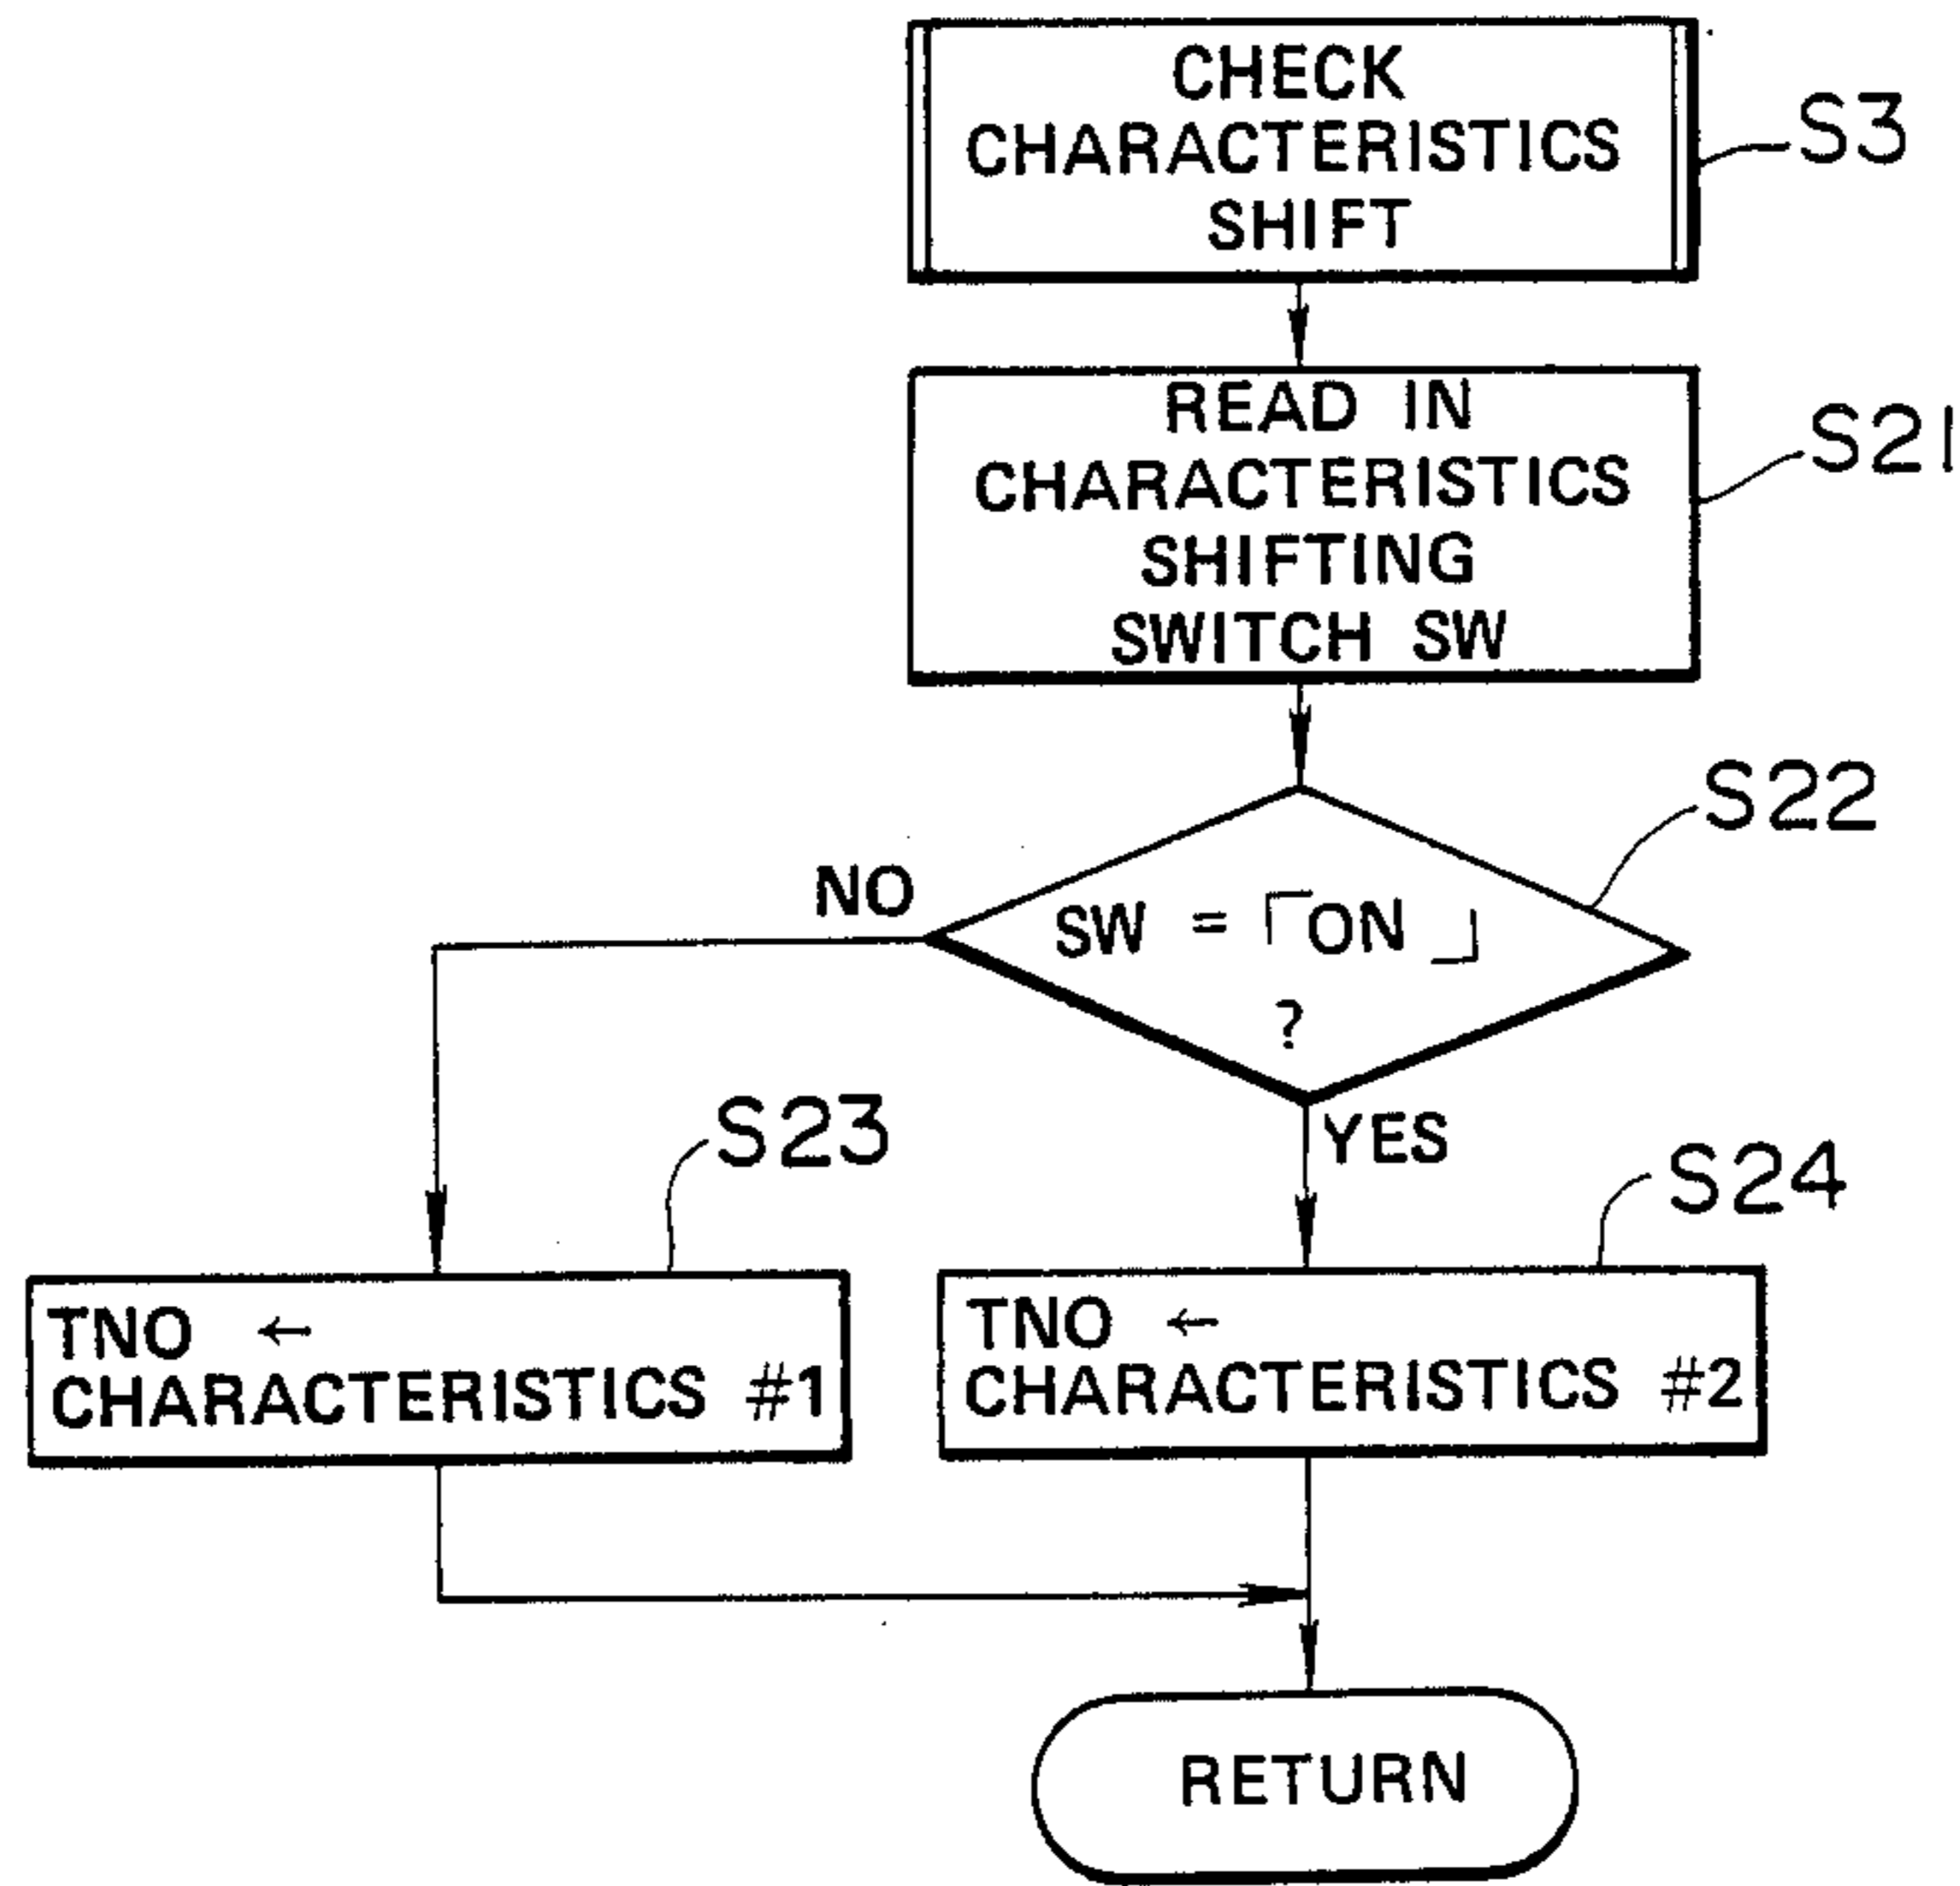 CHECK
CHARACTERISTICS
SHIFT
S3
READ IN
CHARACTERISTICS
SHIFTING
SWITCH SW
S21
S22
NO
SW = 「ON 」
?
YES
S23
S24
TNO ←
CHARACTERISTICS #1
TNO ←
CHARACTERISTICS #2
RETURN